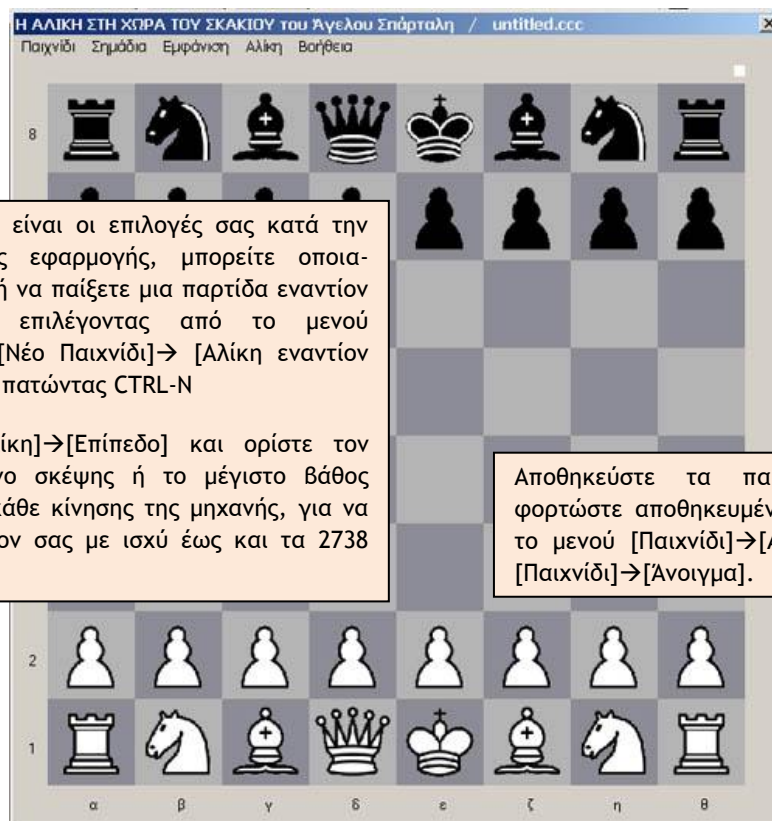 Η ΑΛΙΚΗ ΣΤΗ ΧΩΡΑ ΤΟΥ ΣΚΑΚΙΟΥ του Άγελου Σπάρταλη / untitled.ccc
Παιχνίδι Σημάδια Εμφάνιση Αλίκη Βοήθεια
8
είναι οι επιλογές σας κατά την
ς εφαρμογής, μπορείτε οποια-
ή να παίξετε μια παρτίδα εναντίον
επιλέγοντας από το μενού
[Νέο Παιχνίδι]→ [Αλίκη εναντίον
πατώντας CTRL-N
ίκη]→[Επίπεδο] και ορίστε τον
νο σκέψης ή το μέγιστο βάθος
κάθε κίνησης της μηχανής, για να
ον σας με ισχύ έως και τα 2738
Αποθηκεύστε τα πα
φορτώστε αποθηκευμέν
το μενού [Παιχνίδι]→[Α
[Παιχνίδι]→[Άνοιγμα].
2
1
α β γ δ ε ζ η θ